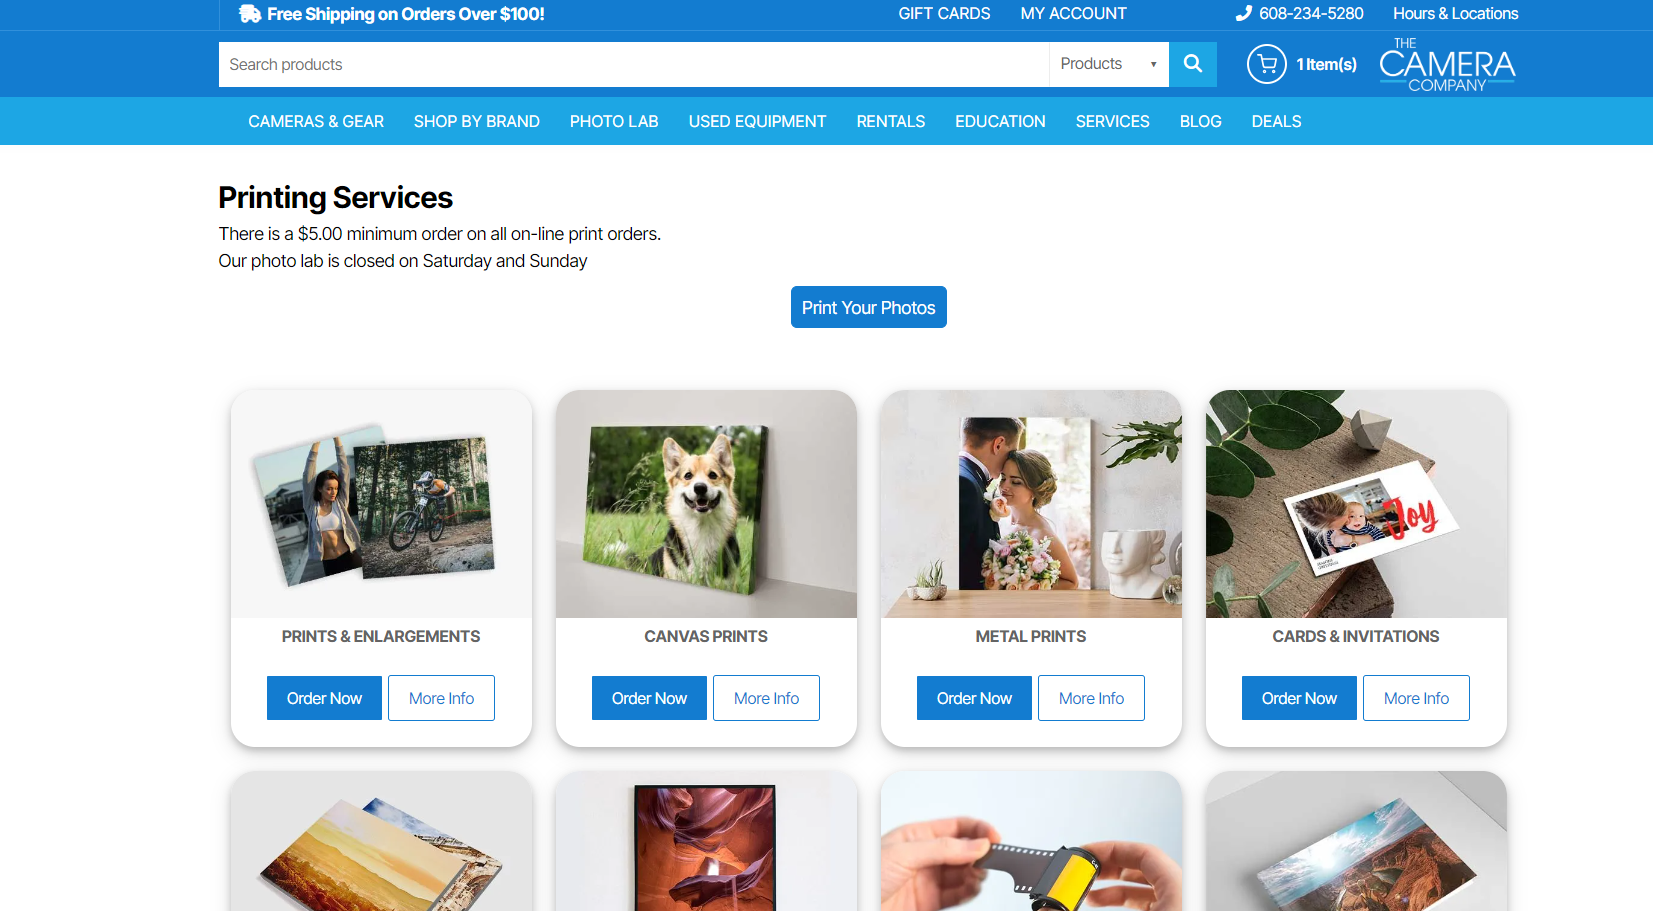 Free Shipping on Orders Over $100!
GIFT CARDS
MY ACCOUNT
608-234-5280
Hours & Locations
Search products
Products
1 Item(s)
THE
CAMERA
COMPANY
CAMERAS & GEAR
SHOP BY BRAND
PHOTO LAB
USED EQUIPMENT
RENTALS
EDUCATION
SERVICES
BLOG
DEALS
Printing Services
There is a $5.00 minimum order on all on-line print orders.
Our photo lab is closed on Saturday and Sunday
Print Your Photos
Joy
PRINTS & ENLARGEMENTS
CANVAS PRINTS
METAL PRINTS
CARDS & INVITATIONS
Order Now
More Info
Order Now
More Info
Order Now
More Info
Order Now
More Info